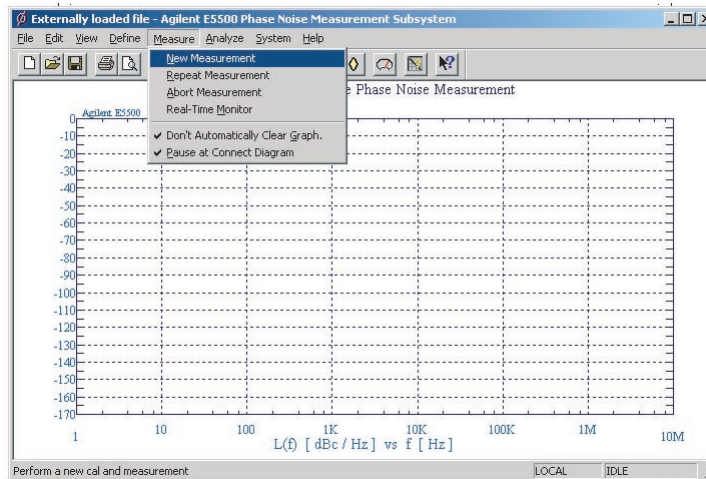 Externally loaded file - Agilent E5500 Phase Noise Measurement Subsystem
File Edit View Define Measure Analyze System Help
New Measurement
Repeat Measurement
Abort Measurement
Real-Time Monitor
✔ Don't Automatically Clear Graph.
✔ Pause at Connect Diagram
Phase Noise Measurement
Agilent E5500
0
-10
-20
-30
-40
-50
-60
-70
-80
-90
-100
-110
-120
-130
-140
-150
-160
-170
1 10 100 1K 10K 100K 1M 10M
L(f) [ dBc / Hz ] vs f [ Hz ]
Perform a new cal and measurement LOCAL IDLE